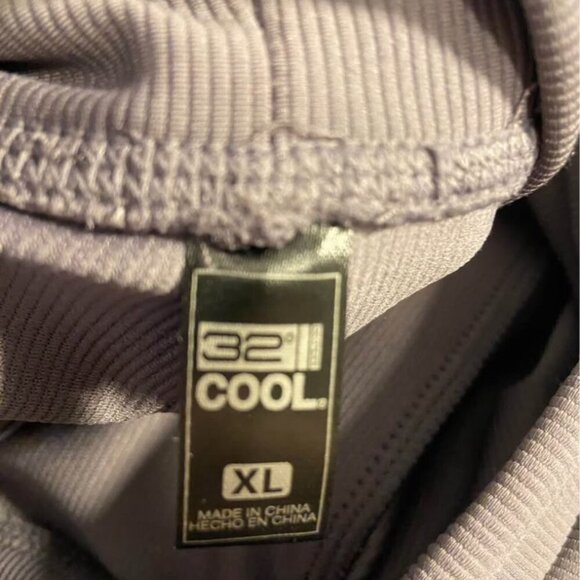 32°
COOL.
XL
MADE IN CHINA
HECHO EN CHINA